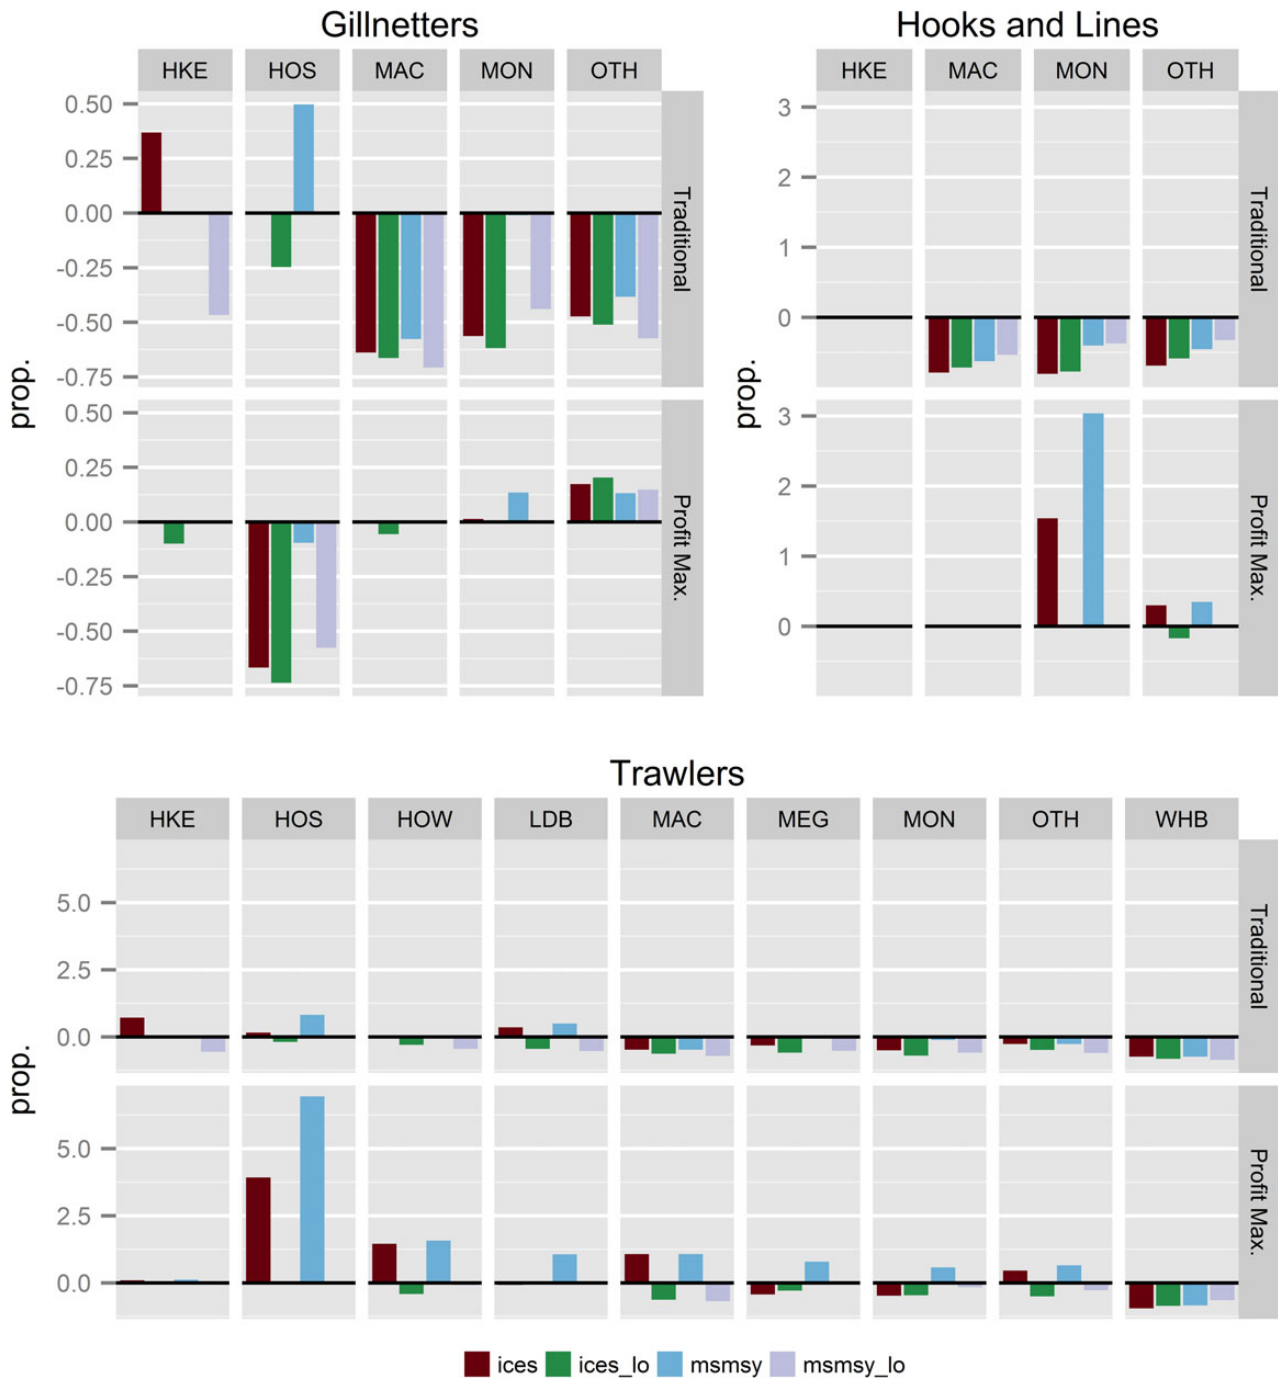 Gillnetters
HKE HOS MAC MON OTH
prop.
0.50
0.25
0.00
-0.25
-0.50
-0.75
Traditional
0.50
0.25
0.00
-0.25
-0.50
-0.75
Profit Max.
Hooks and Lines
HKE MAC MON OTH
prop.
3
2
1
0
Traditional
3
2
1
0
Profit Max.
Trawlers
HKE HOS HOW LDB MAC MEG MON OTH WHB
prop.
5.0
2.5
0.0
Traditional
5.0
2.5
0.0
Profit Max.
ices ices_lo msmsy msmsy_lo